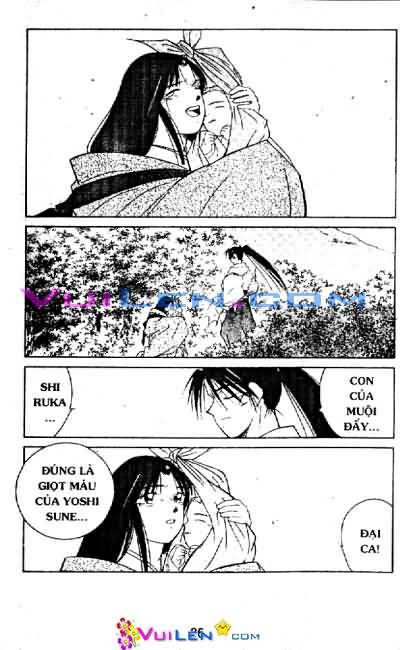 VuiLen.com
CON
CỦA
MUỘI
ĐẤY...
SHI
RUKA
...
ĐÚNG LÀ
GIỌT MÁU
CỦA YOSHI
SUNE...
ĐẠI
CA!
26
VuiLen.com